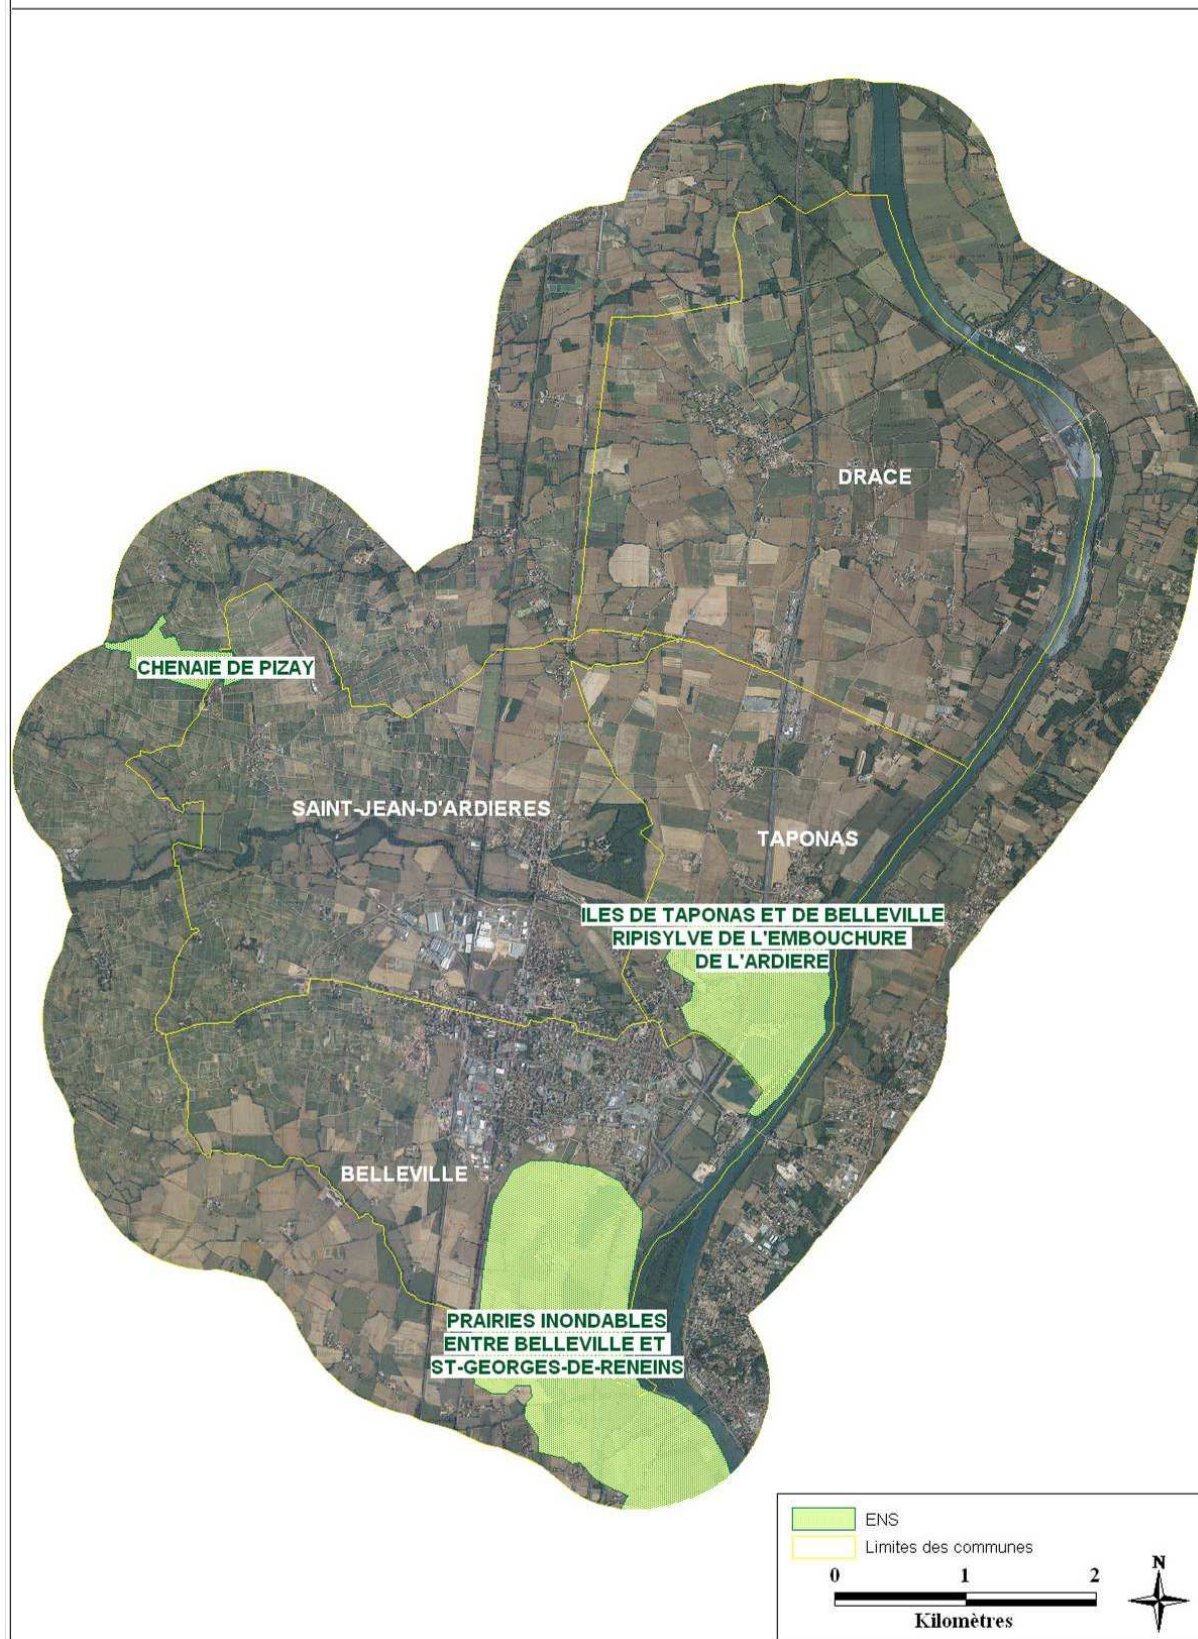 DRACE
CHENAIE DE PIZAY
SAINT-JEAN-D'ARDIERES
TAPONAS
ILES DE TAPONAS ET DE BELLEVILLE
RIPISYLVE DE L'EMBOUCHURE
DE L'ARDIERE
BELLEVILLE
PRAIRIES INONDABLES
ENTRE BELLEVILLE ET
ST-GEORGES-DE-RENEINS
ENS
Limites des communes
0 1 2
Kilomètres
N